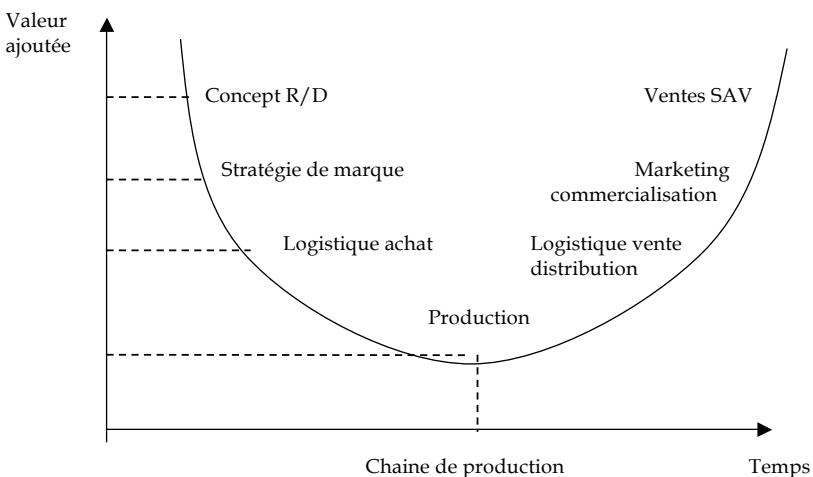 Valeur
ajoutée
Concept R/D
Ventes SAV
Stratégie de marque
Marketing
commercialisation
Logistique achat
Logistique vente
distribution
Production
Chaine de production
Temps